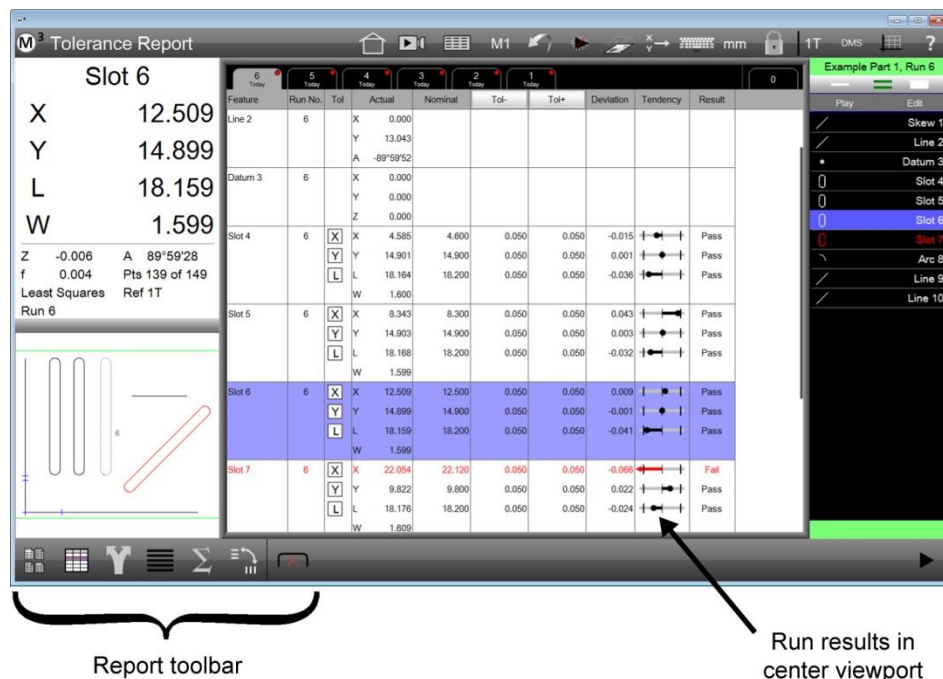 M³ Tolerance Report
M1
mm
1T
DMS
?
Slot 6
X 12.509
Y 14.899
L 18.159
W 1.599
Z -0.006 A 89°59'28
f 0.004 Pts 139 of 149
Least Squares Ref 1T
Run 6
6
6 Today 5 Today 4 Today 3 Today 2 Today 1 Today 0
Feature Run No. Tol Actual Nominal Tol- Tol+ Deviation Tendency Result
Line 2 6 X 0.000
Y 13.043
A -89°59'52
Datum 3 6 X 0.000
Y 0.000
Z 0.000
Slot 4 6 X X 4.585 4.600 0.050 0.050 -0.015 Pass
Y Y 14.901 14.900 0.050 0.050 0.001 Pass
L L 18.164 18.200 0.050 0.050 -0.036 Pass
W 1.600
Slot 5 6 X X 8.343 8.300 0.050 0.050 0.043 Pass
Y Y 14.903 14.900 0.050 0.050 0.003 Pass
L L 18.168 18.200 0.050 0.050 -0.032 Pass
W 1.599
Slot 6 6 X X 12.509 12.500 0.050 0.050 0.009 Pass
Y Y 14.899 14.900 0.050 0.050 -0.001 Pass
L L 18.159 18.200 0.050 0.050 -0.041 Pass
W 1.599
Slot 7 6 X X 22.054 22.120 0.050 0.050 -0.066 Fail
Y Y 9.822 9.800 0.050 0.050 0.022 Pass
L L 18.176 18.200 0.050 0.050 -0.024 Pass
W 1.609
Example Part 1, Run 6
Play Edit
Skew 1
Line 2
Datum 3
Slot 4
Slot 5
Slot 6
Slot 7
Arc 8
Line 9
Line 10
Report toolbar
Run results in
center viewport